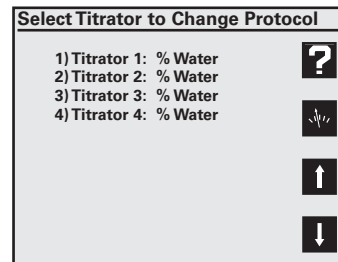 Select Titrator to Change Protocol
1) Titrator 1: % Water
2) Titrator 2: % Water
3) Titrator 3: % Water
4) Titrator 4: % Water
?